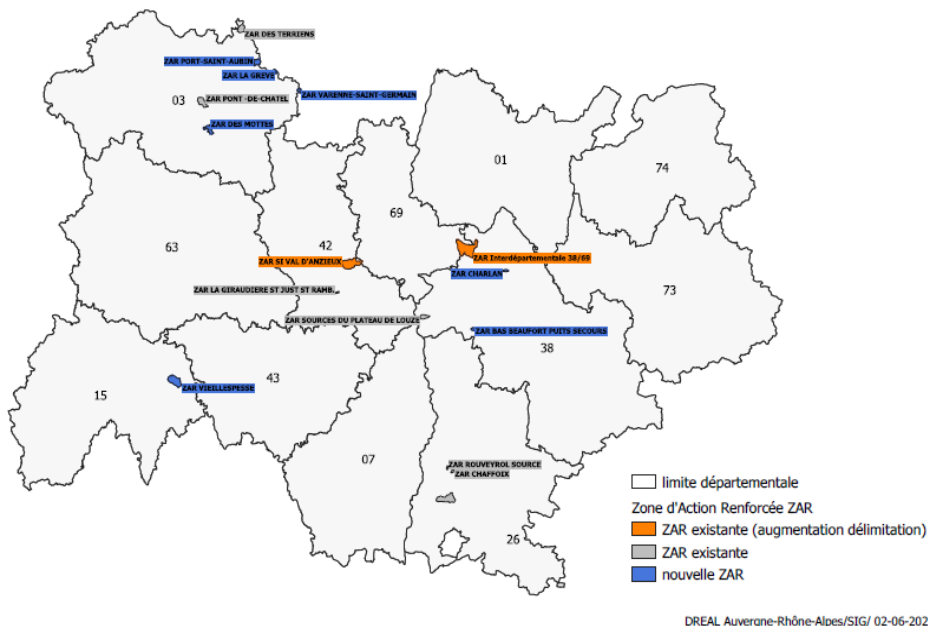 ZAR DES TERRIENS
ZAR PORT-SAINT-AUBIN
ZAR LA GREVE
ZAR VARENNE-SAINT-GERMAIN
03
ZAR PONT -DE-CHATEL
ZAR DES MOTTES
01
74
69
63
42
ZAR SI VAL D'ANZIEUX
ZAR Interdépartementale 38/69
ZAR CHARLAN
73
ZAR LA GIRAUDIERE ST JUST ST RAMB.
ZAR SOURCES DU PLATEAU DE LOUZE
ZAR BAS BEAUFORT PUITS SECOURS
38
43
ZAR VIEILLESPESSE
15
07
ZAR ROUVEYROL SOURCE
ZAR CHAFFOIX
26
limite départementale
Zone d'Action Renforcée ZAR
ZAR existante (augmentation délimitation)
ZAR existante
nouvelle ZAR
DREAL Auvergne-Rhône-Alpes/SIG/ 02-06-202